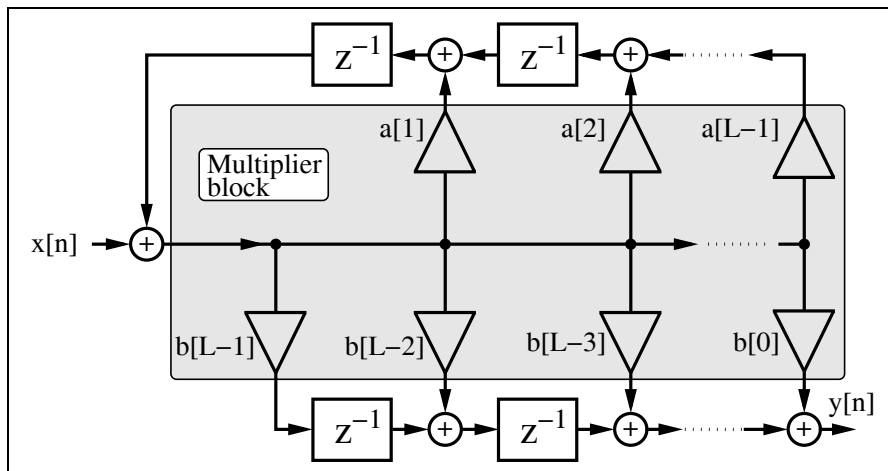 z⁻¹ + z⁻¹ +
a[1] a[2] a[L−1]
Multiplier
block
x[n] +
b[L−1] b[L−2] b[L−3] b[0]
y[n]
z⁻¹ + z⁻¹ + +